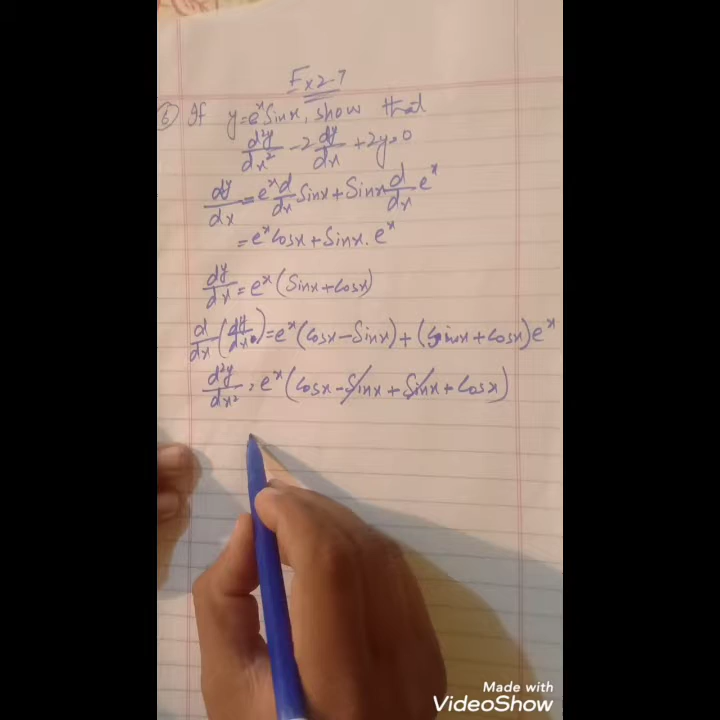 Ex 2.7
(6) If y=e^x Sinx, show that
d²y/dx² - 2 dy/dx + 2y=0
dy/dx = e^x d/dx Sinx + Sinx d/dx e^x
= e^x Cosx + Sinx. e^x
dy/dx = e^x (Sinx + Cosx)
d/dx (dy/dx) = e^x (Cosx - Sinx) + (Sinx + Cosx) e^x
d²y/dx² = e^x (Cosx - Sinx + Sinx + Cosx)
Made with
VideoShow